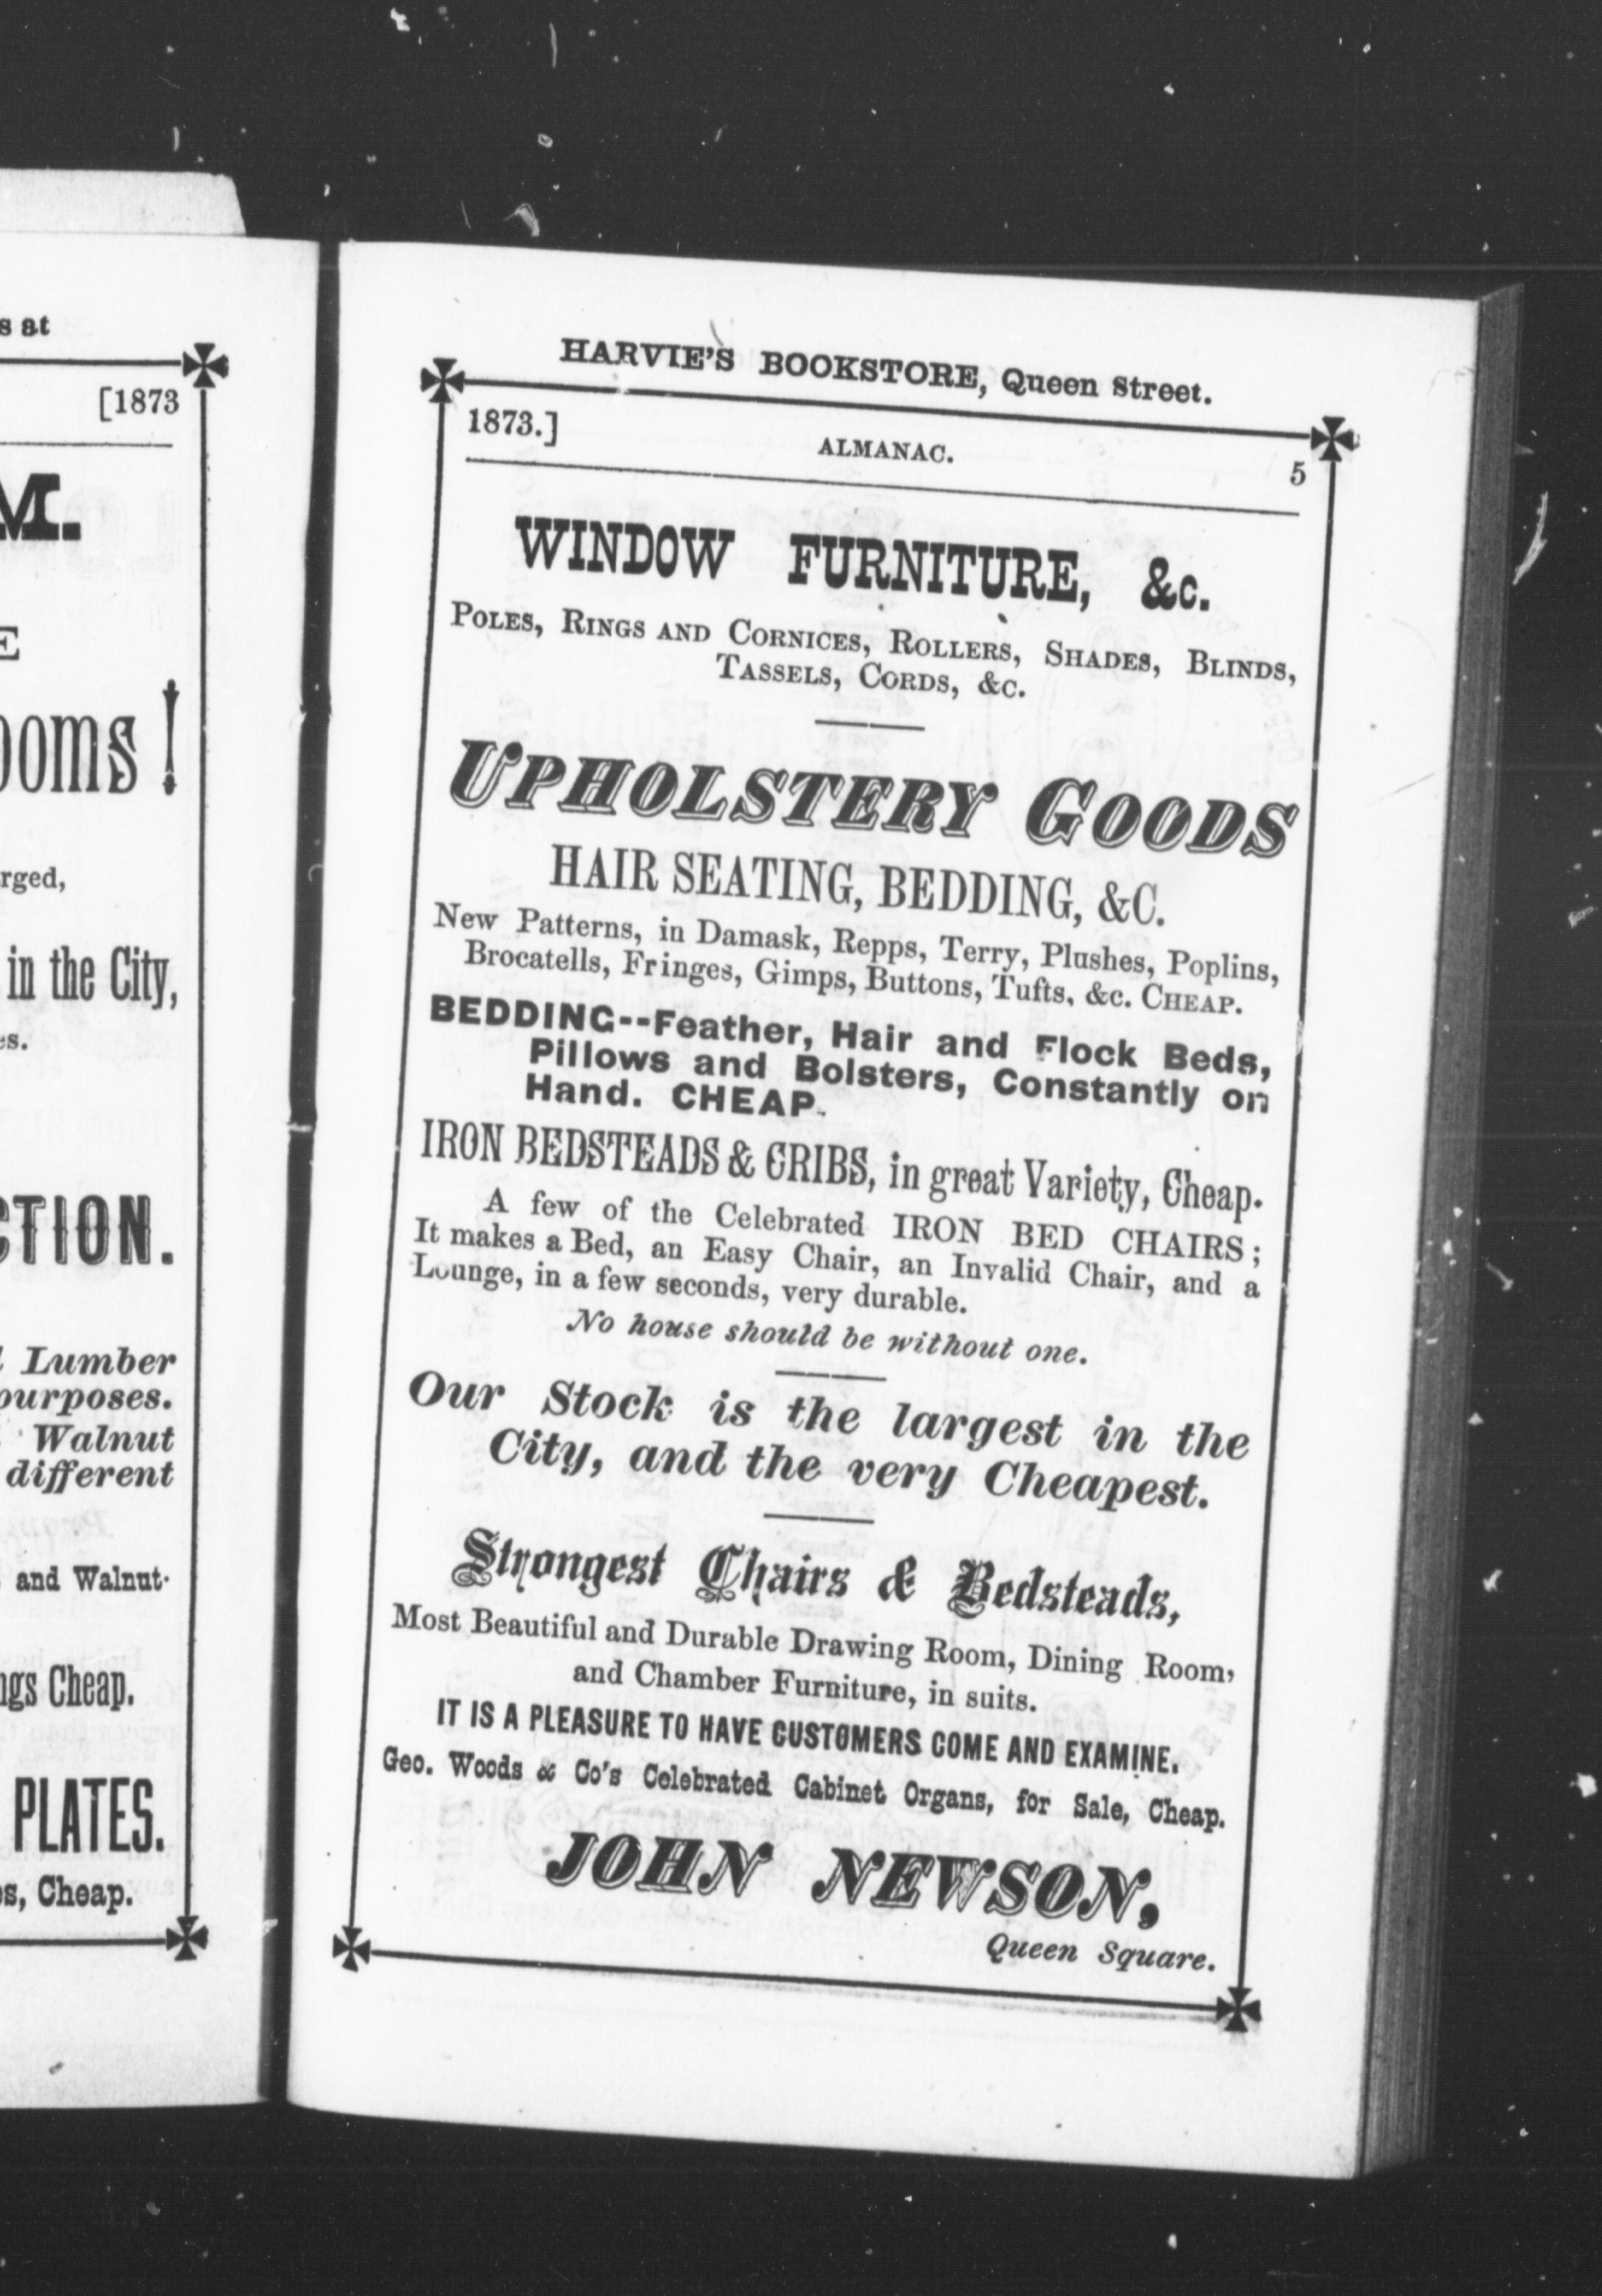 s at
[1873
M.
E
ooms!
rged,
in the City,
es.
CTION.
Lumber
purposes.
Walnut
different
and Walnut-
ngs Cheap.
PLATES.
es, Cheap.
HARVIE'S BOOKSTORE, Queen Street.
1873.] ALMANAC. 5
WINDOW FURNITURE, &c.
POLES, RINGS AND CORNICES, ROLLERS, SHADES, BLINDS,
TASSELS, CORDS, &C.
UPHOLSTERY GOODS
HAIR SEATING, BEDDING, &C.
New Patterns, in Damask, Repps, Terry, Plushes, Poplins,
Brocatells, Fringes, Gimps, Buttons, Tufts, &c. CHEAP.
BEDDING--Feather, Hair and Flock Beds,
Pillows and Bolsters, Constantly on
Hand. CHEAP.
IRON BEDSTEADS & CRIBS, in great Variety, Cheap.
A few of the Celebrated IRON BED CHAIRS;
It makes a Bed, an Easy Chair, an Invalid Chair, and a
Lounge, in a few seconds, very durable.
No house should be without one.
Our Stock is the largest in the
City, and the very Cheapest.
Strongest Chairs & Bedsteads,
Most Beautiful and Durable Drawing Room, Dining Room,
and Chamber Furniture, in suits.
IT IS A PLEASURE TO HAVE CUSTOMERS COME AND EXAMINE.
Geo. Woods & Co's Celebrated Cabinet Organs, for Sale, Cheap.
JOHN NEWSON,
Queen Square.